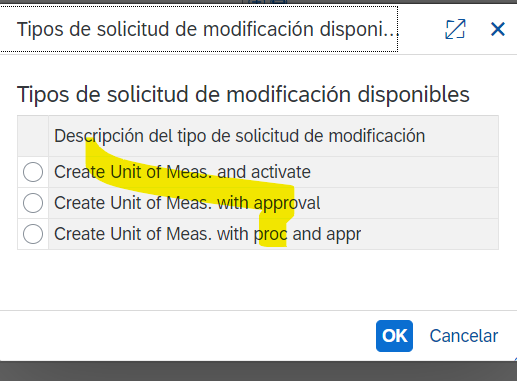 Tipos de solicitud de modificación disponi...
Tipos de solicitud de modificación disponibles
Descripción del tipo de solicitud de modificación
Create Unit of Meas. and activate
Create Unit of Meas. with approval
Create Unit of Meas. with proc and appr
OK Cancelar